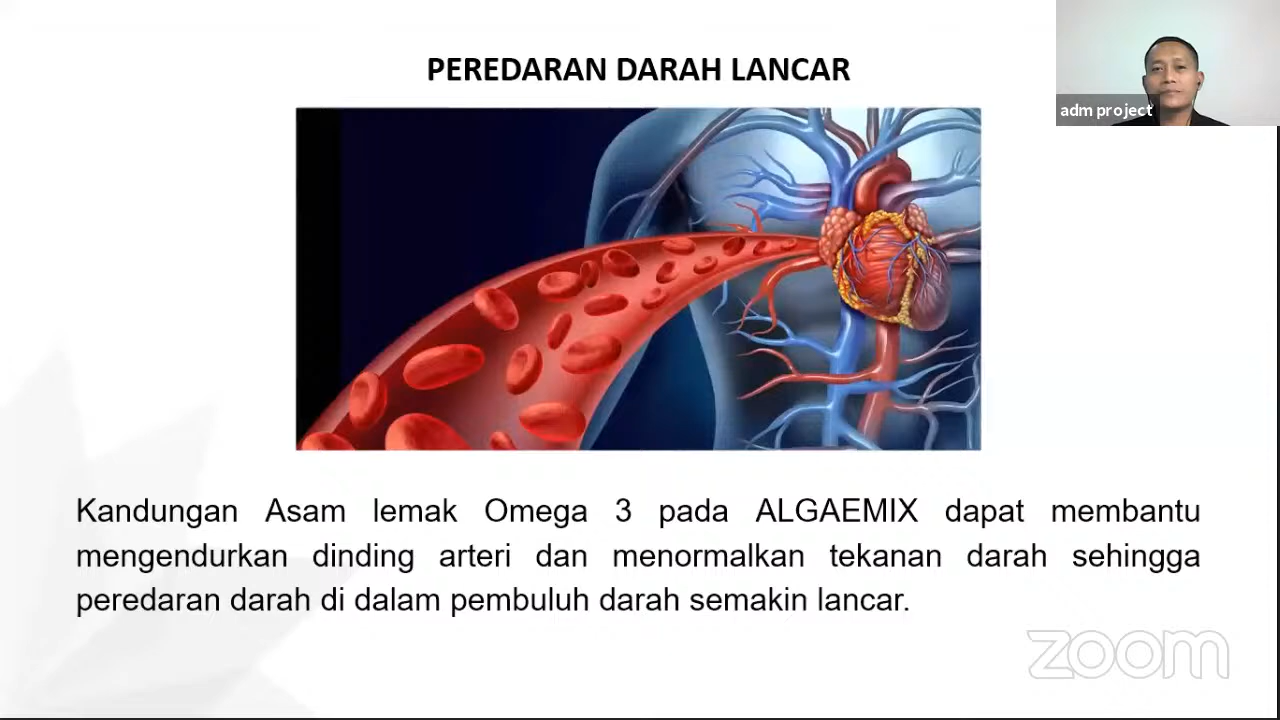 PEREDARAN DARAH LANCAR
adm project
Kandungan Asam lemak Omega 3 pada ALGAEMIX dapat membantu
mengendurkan dinding arteri dan menormalkan tekanan darah sehingga
peredaran darah di dalam pembuluh darah semakin lancar.
zoom